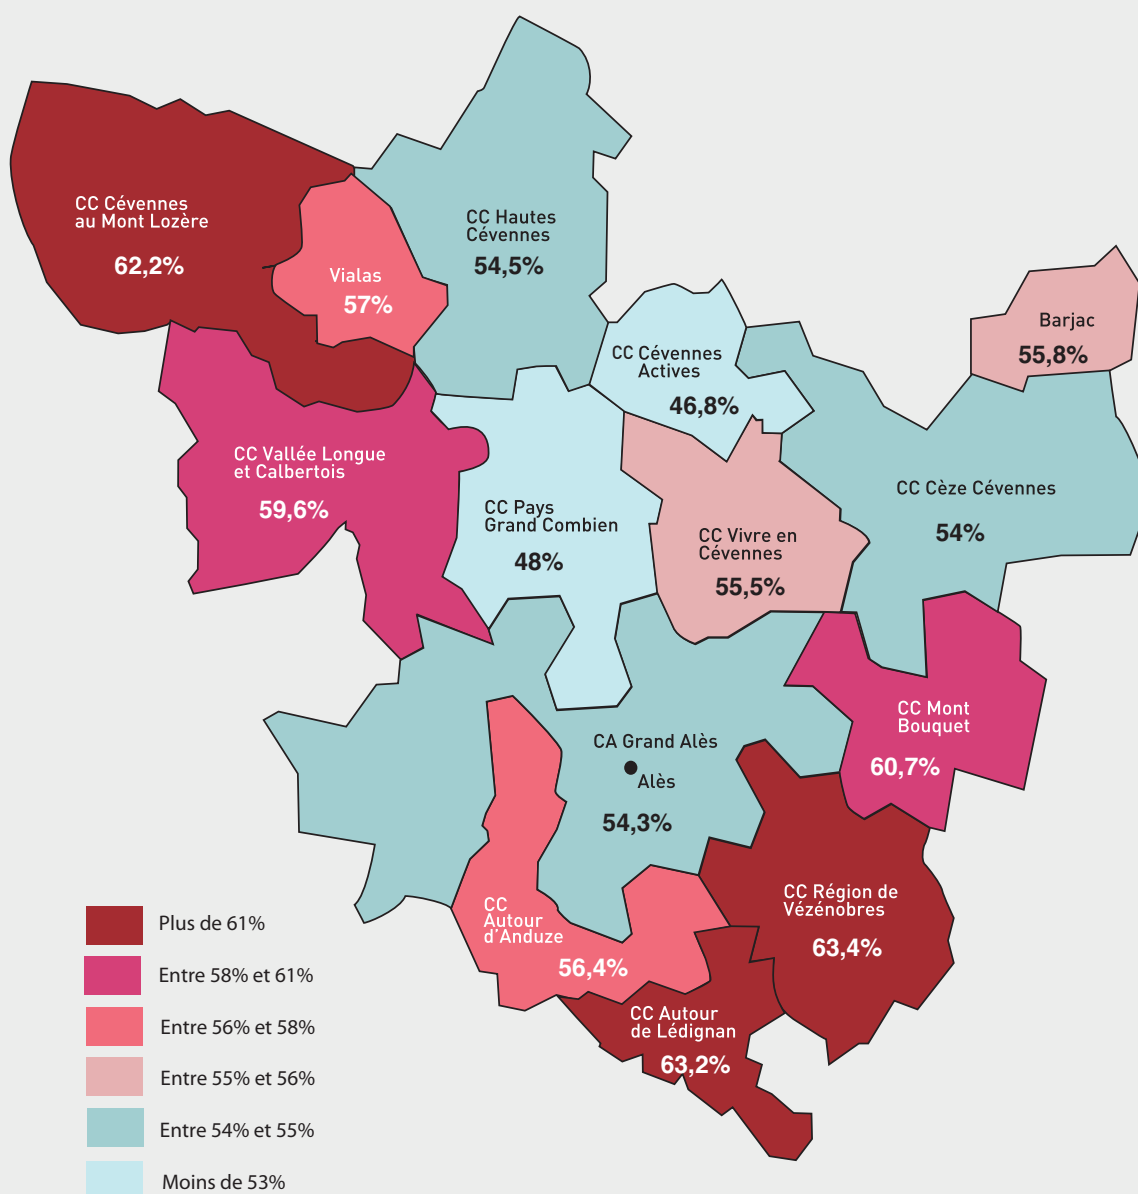 CC Cévennes
au Mont Lozère
62,2%
Vialas
57%
CC Hautes
Cévennes
54,5%
CC Cévennes
Actives
46,8%
Barjac
55,8%
CC Vallée Longue
et Calbertois
59,6%
CC Pays
Grand Combien
48%
CC Vivre en
Cévennes
55,5%
CC Cèze Cévennes
54%
CC Mont
Bouquet
60,7%
CA Grand Alès
Alès
54,3%
CC Région de
Vézénobres
63,4%
CC
Autour
d'Anduze
56,4%
CC Autour
de Lédignan
63,2%
Plus de 61%
Entre 58% et 61%
Entre 56% et 58%
Entre 55% et 56%
Entre 54% et 55%
Moins de 53%